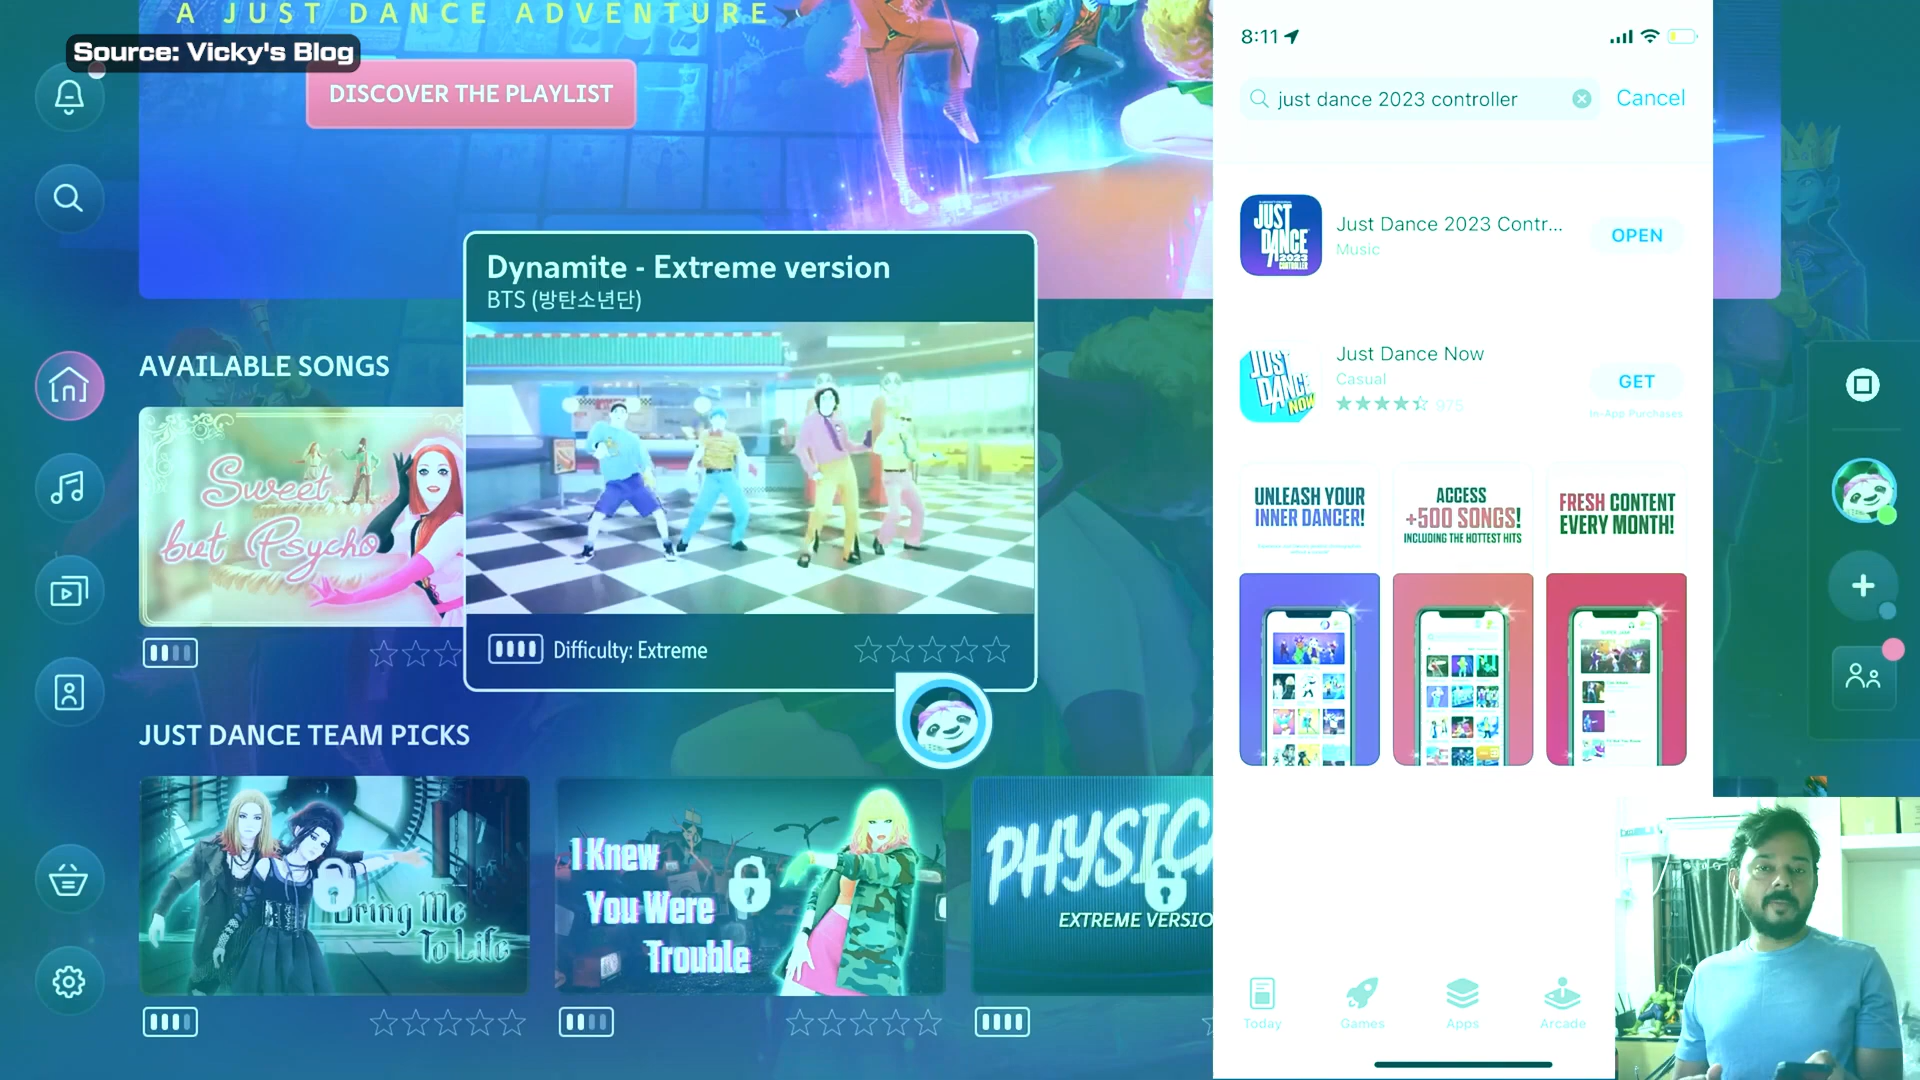 A JUST DANCE ADVENTURE
Source: Vicky's Blog
DISCOVER THE PLAYLIST
Dynamite - Extreme version
BTS (방탄소년단)
Difficulty: Extreme
AVAILABLE SONGS
Sweet
but Psycho
JUST DANCE TEAM PICKS
Bring Me
To Life
I Knew
You Were
Trouble
PHYSICA
EXTREME VERSIO
8:11
just dance 2023 controller
Cancel
JUST
DANCE
2023
CONTROLLER
Just Dance 2023 Contr...
Music
OPEN
JUST
DANCE
NOW
Just Dance Now
Casual
975
GET
In-App Purchases
UNLEASH YOUR
INNER DANCER!
ACCESS
+500 SONGS!
INCLUDING THE HOTTEST HITS
FRESH CONTENT
EVERY MONTH!
Today
Games
Apps
Arcade